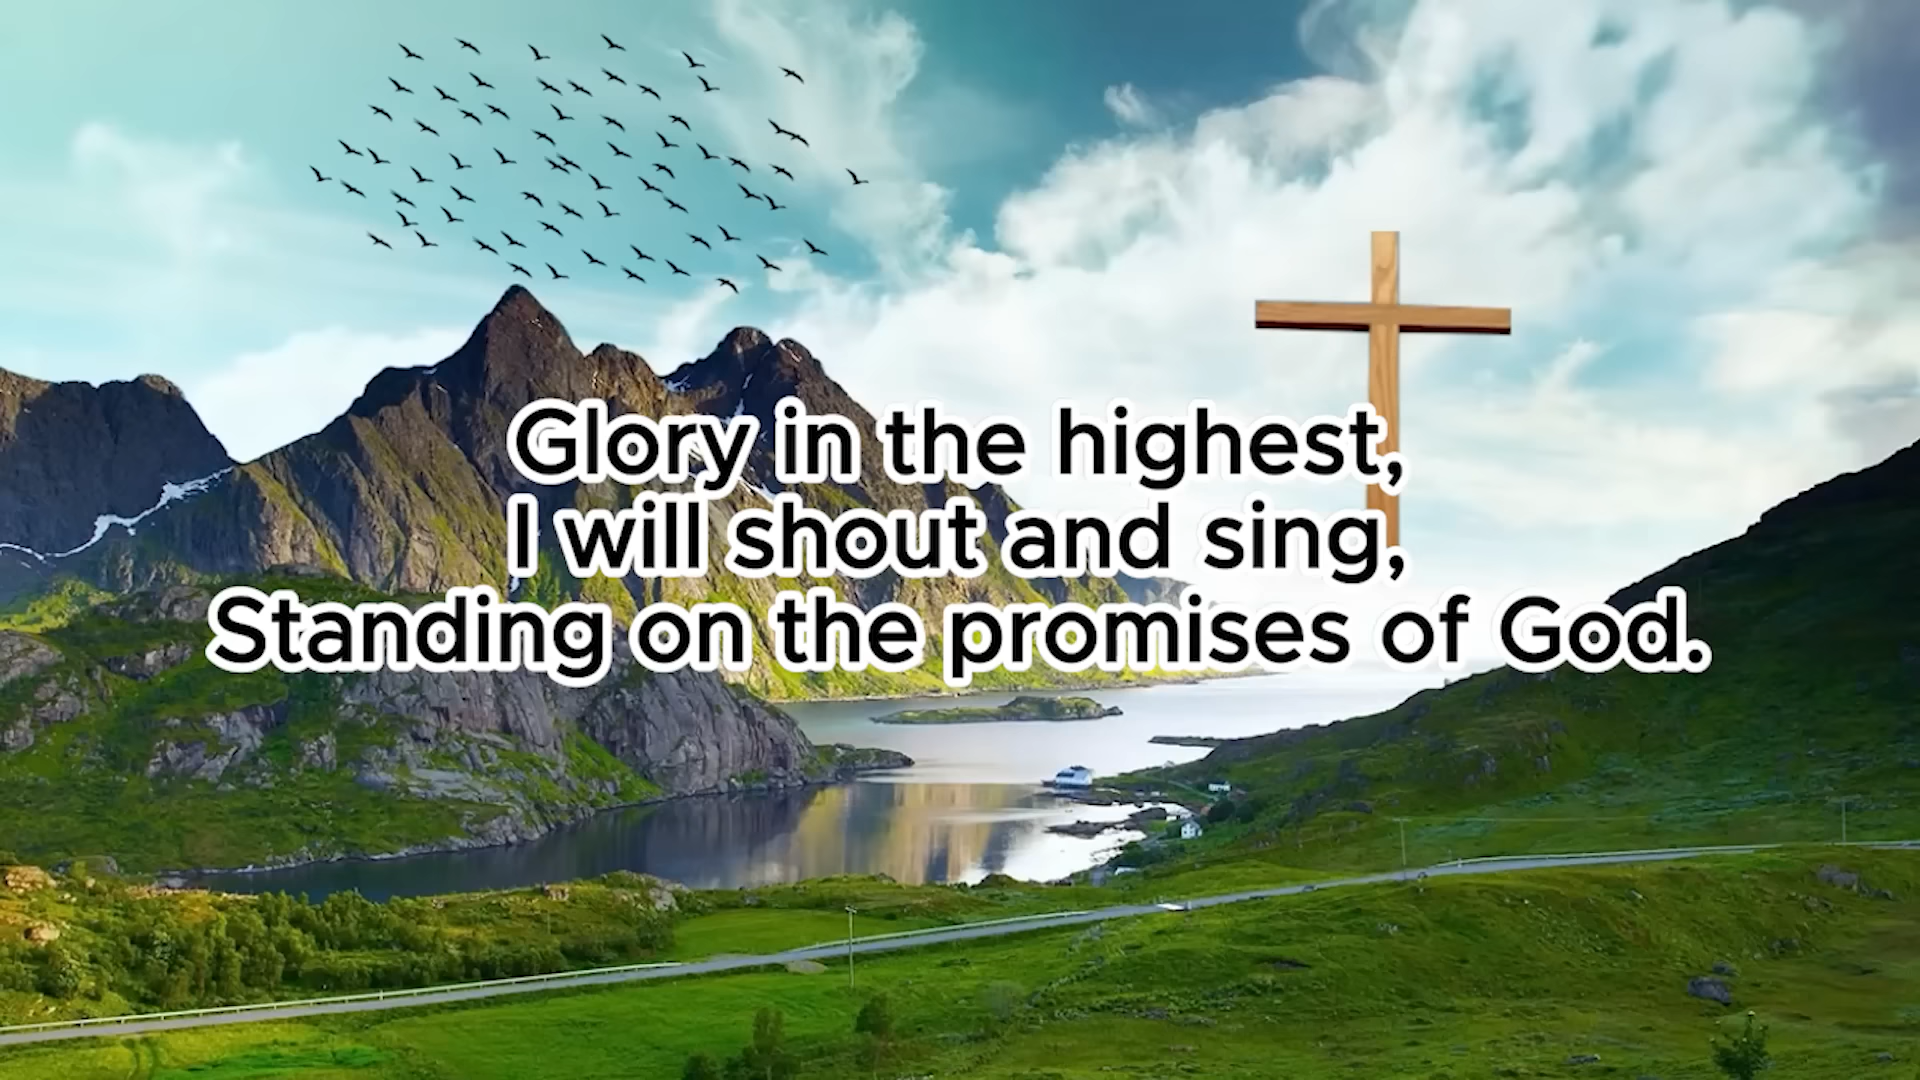 Glory in the highest,
I will shout and sing,
Standing on the promises of God.